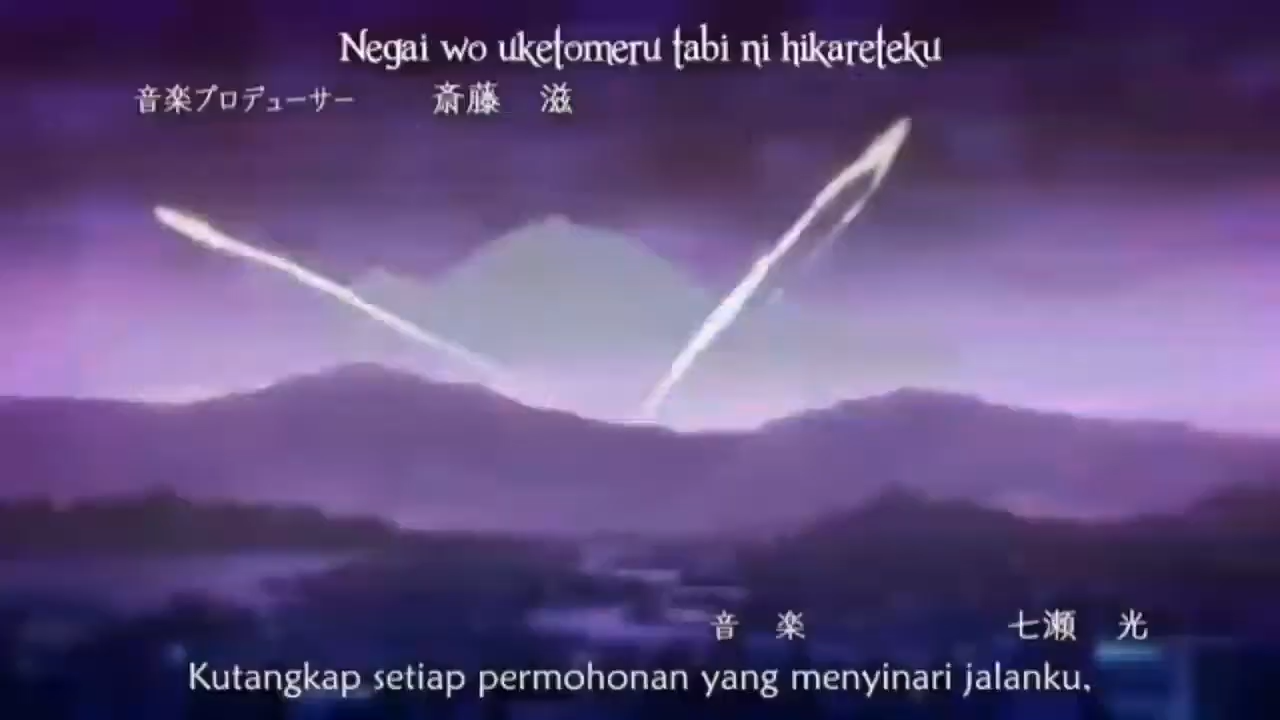 Negai wo uketomeru tabi ni hikareteku
音楽プロデューサー 斎藤 滋
音 楽 七瀬 光
Kutangkap setiap permohonan yang menyinari jalanku,